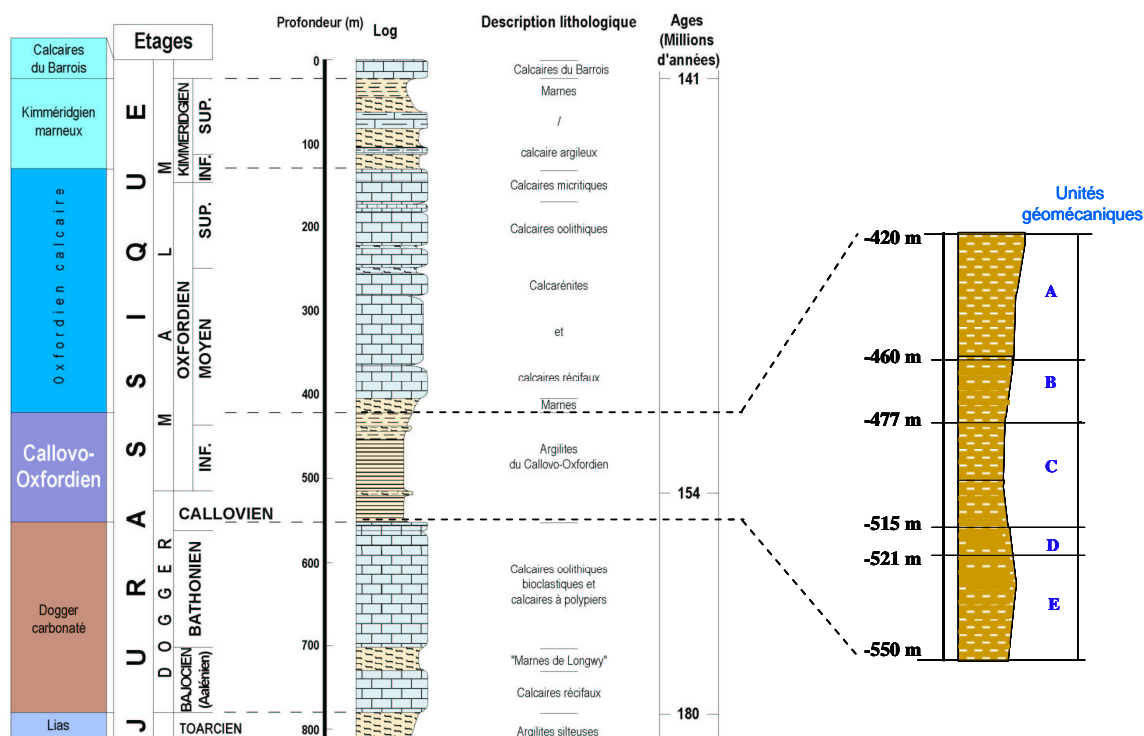 Calcaires
du Barrois
Kimméridgien
marneux
Oxfordien calcaire
Callovo-
Oxfordien
Dogger
carbonaté
Lias
Etages
JURASSIQUE
MALM
DOGGER
KIMMERIDGIEN
SUP.
INF.
OXFORDIEN
SUP.
MOYEN
INF.
CALLOVIEN
BATHONIEN
BAJOCIEN
(Aalénien)
TOARCIEN
Profondeur (m)
Log
0
100
200
300
400
500
600
700
800
Description lithologique
Calcaires du Barrois
Marnes
/
calcaire argileux
Calcaires micritiques
Calcaires oolithiques
Calcarénites
et
calcaires récifaux
Marnes
Argilites
du Callovo-Oxfordien
Calcaires oolithiques
bioclastiques et
calcaires à polypiers
"Marnes de Longwy"
Calcaires récifaux
Argilites silteuses
Ages
(Millions
d'années)
141
154
180
Unités
géomécaniques
-420 m
A
-460 m
B
-477 m
C
-515 m
D
-521 m
E
-550 m